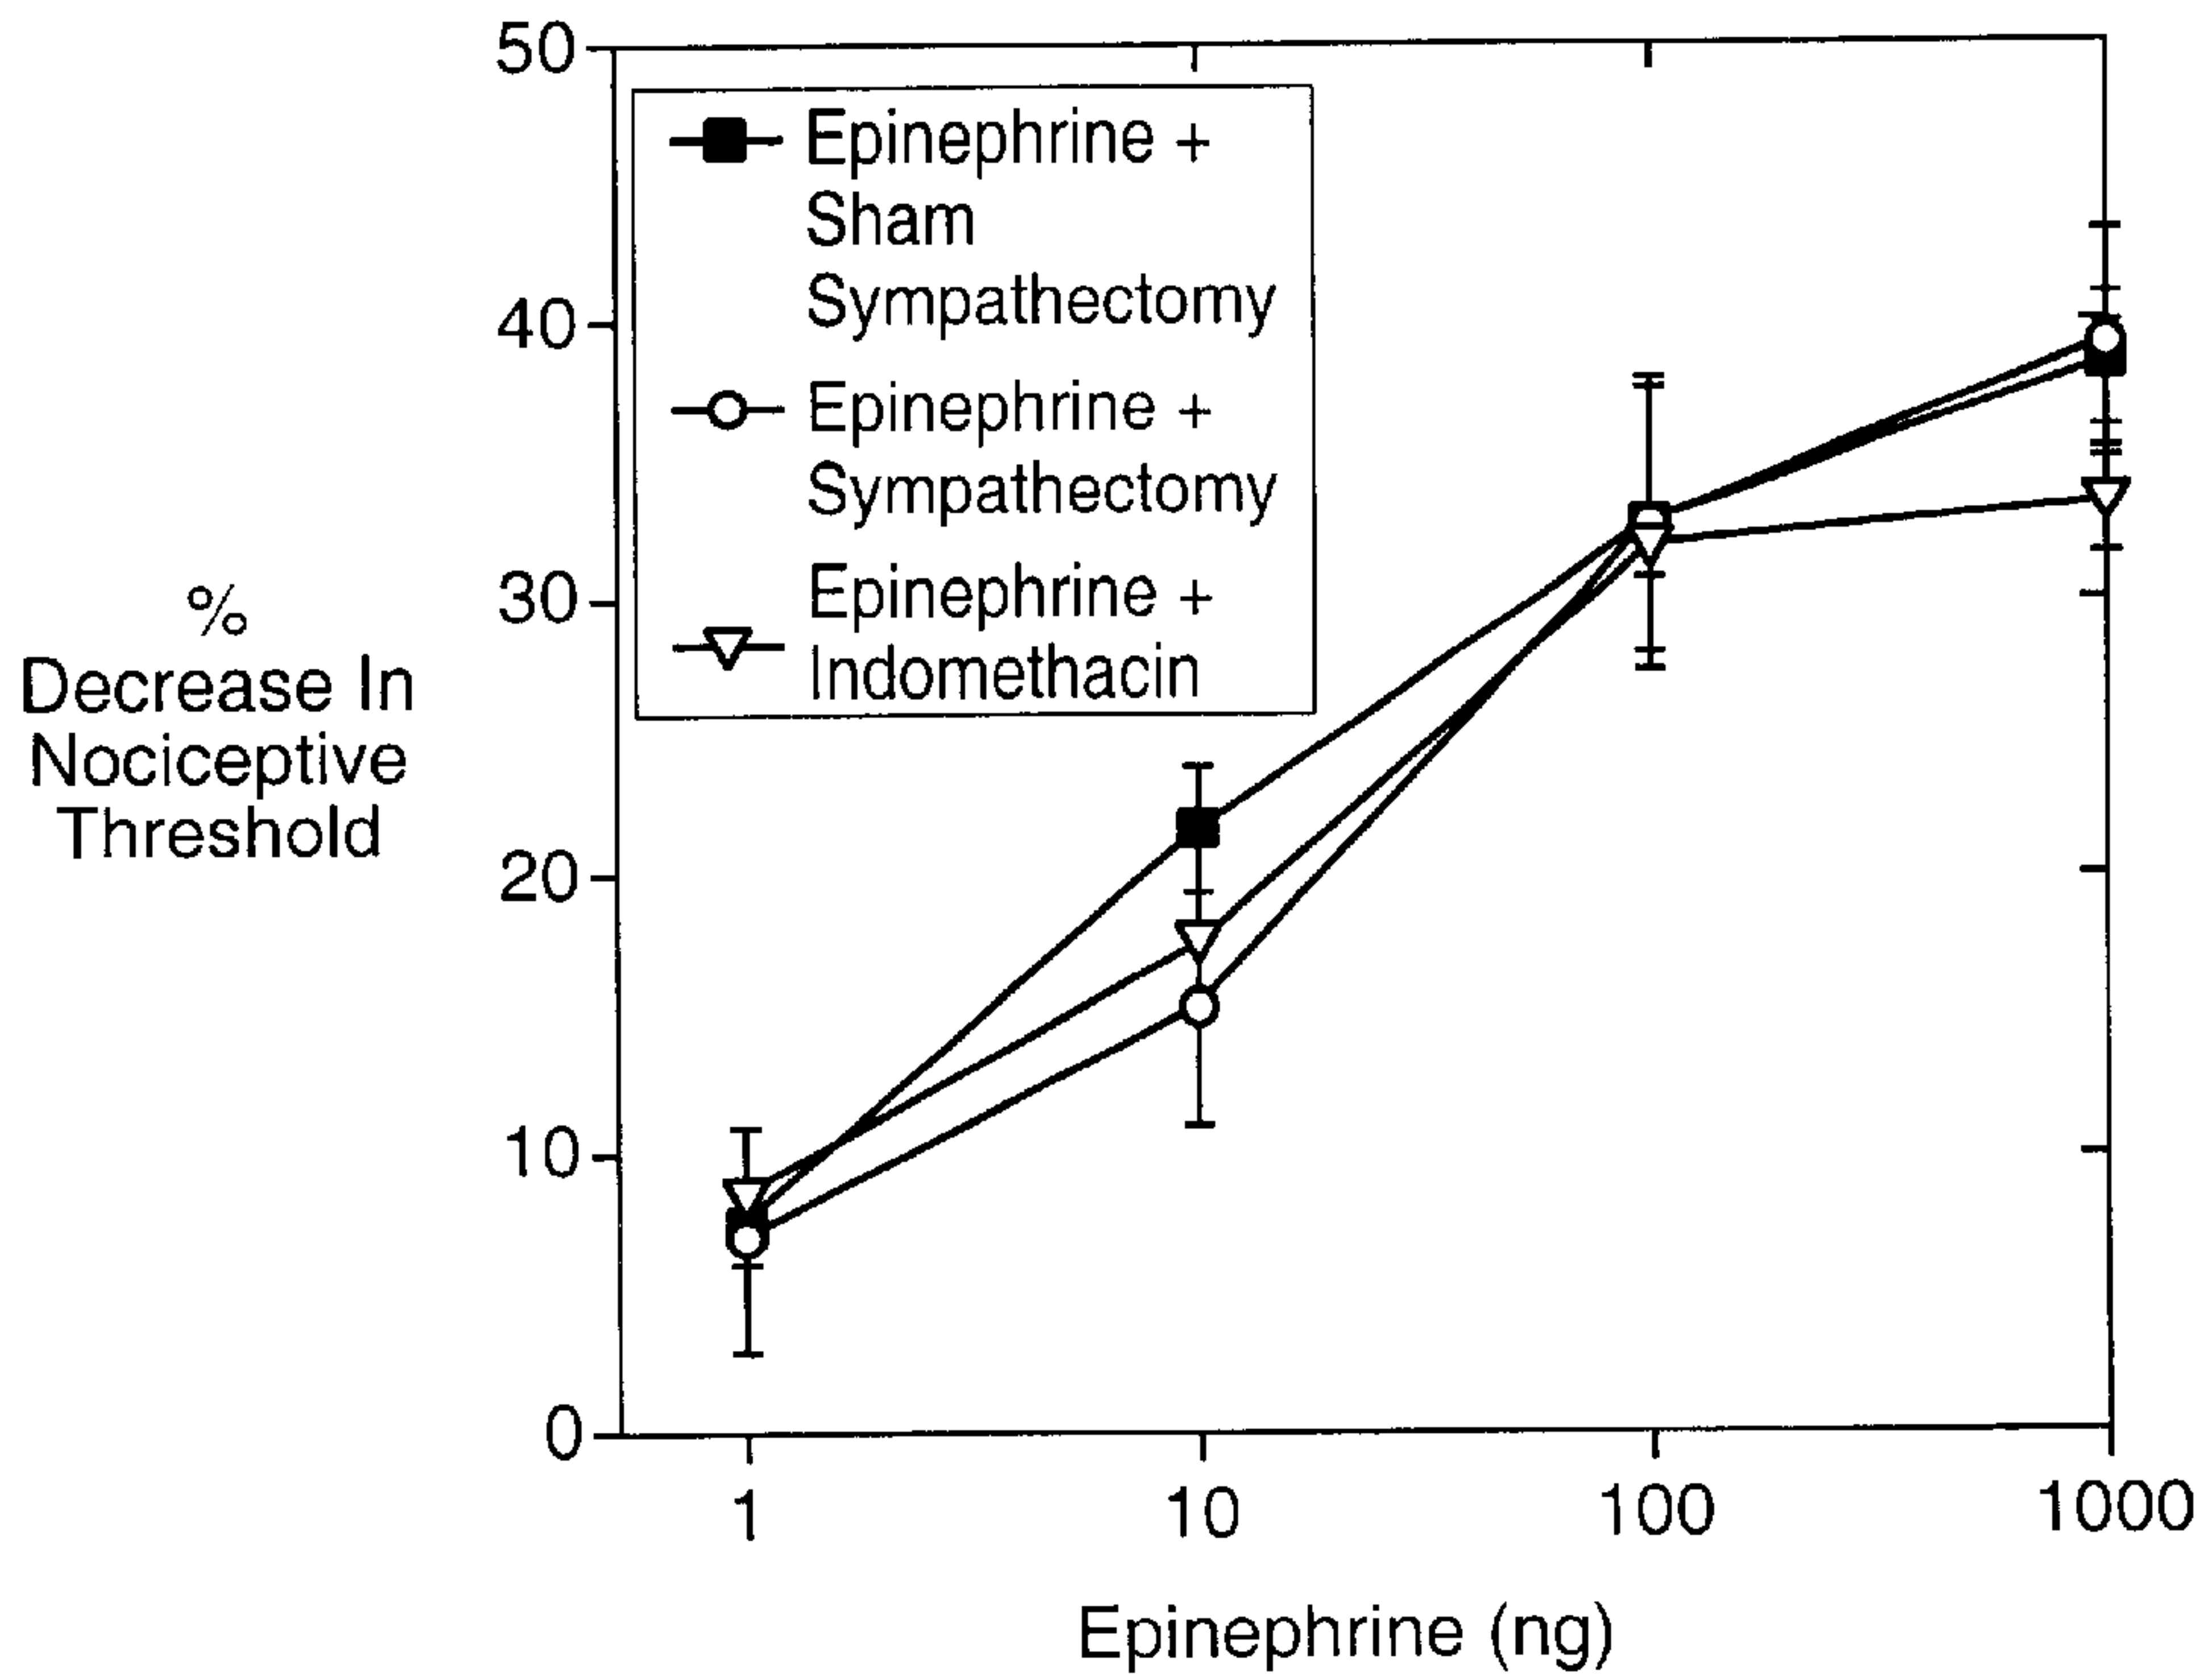 50
40
30
20
10
0
%
Decrease In
Nociceptive
Threshold
Epinephrine +
Sham
Sympathectomy
Epinephrine +
Sympathectomy
Epinephrine +
Indomethacin
1 10 100 1000
Epinephrine (ng)